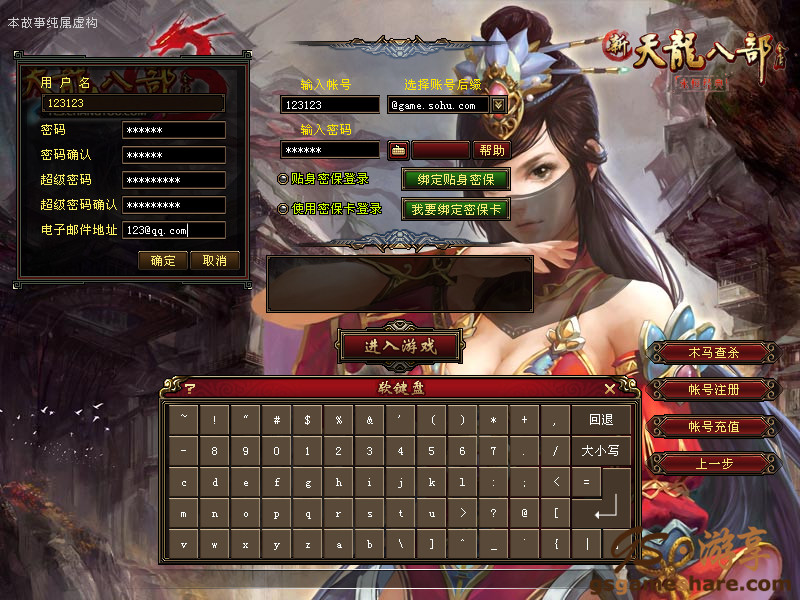 本故事纯属虚构
新天龍八部
用 户 名
123123
密码 ******
密码确认 ******
超级密码 *********
超级密码确认 *********
电子邮件地址 123@qq.com
确定 取消
输入帐号 选择账号后缀
123123 @game.sohu.com
输入密码
****** 帮助
贴身密保登录 绑定贴身密保
使用密保卡登录 我要绑定密保卡
进入游戏
木马查杀
帐号注册
帐号充值
上一步
? 软键盘 X
~ ! " # $ % & ' ( ) * + , 回退
- 8 9 0 1 2 3 4 5 6 7 . / 大小写
c d e f g h i j k l : ; < =
m n o p q r s t u > ? @ [
v w x y z a b \ ] ^ _ ` { |
游享